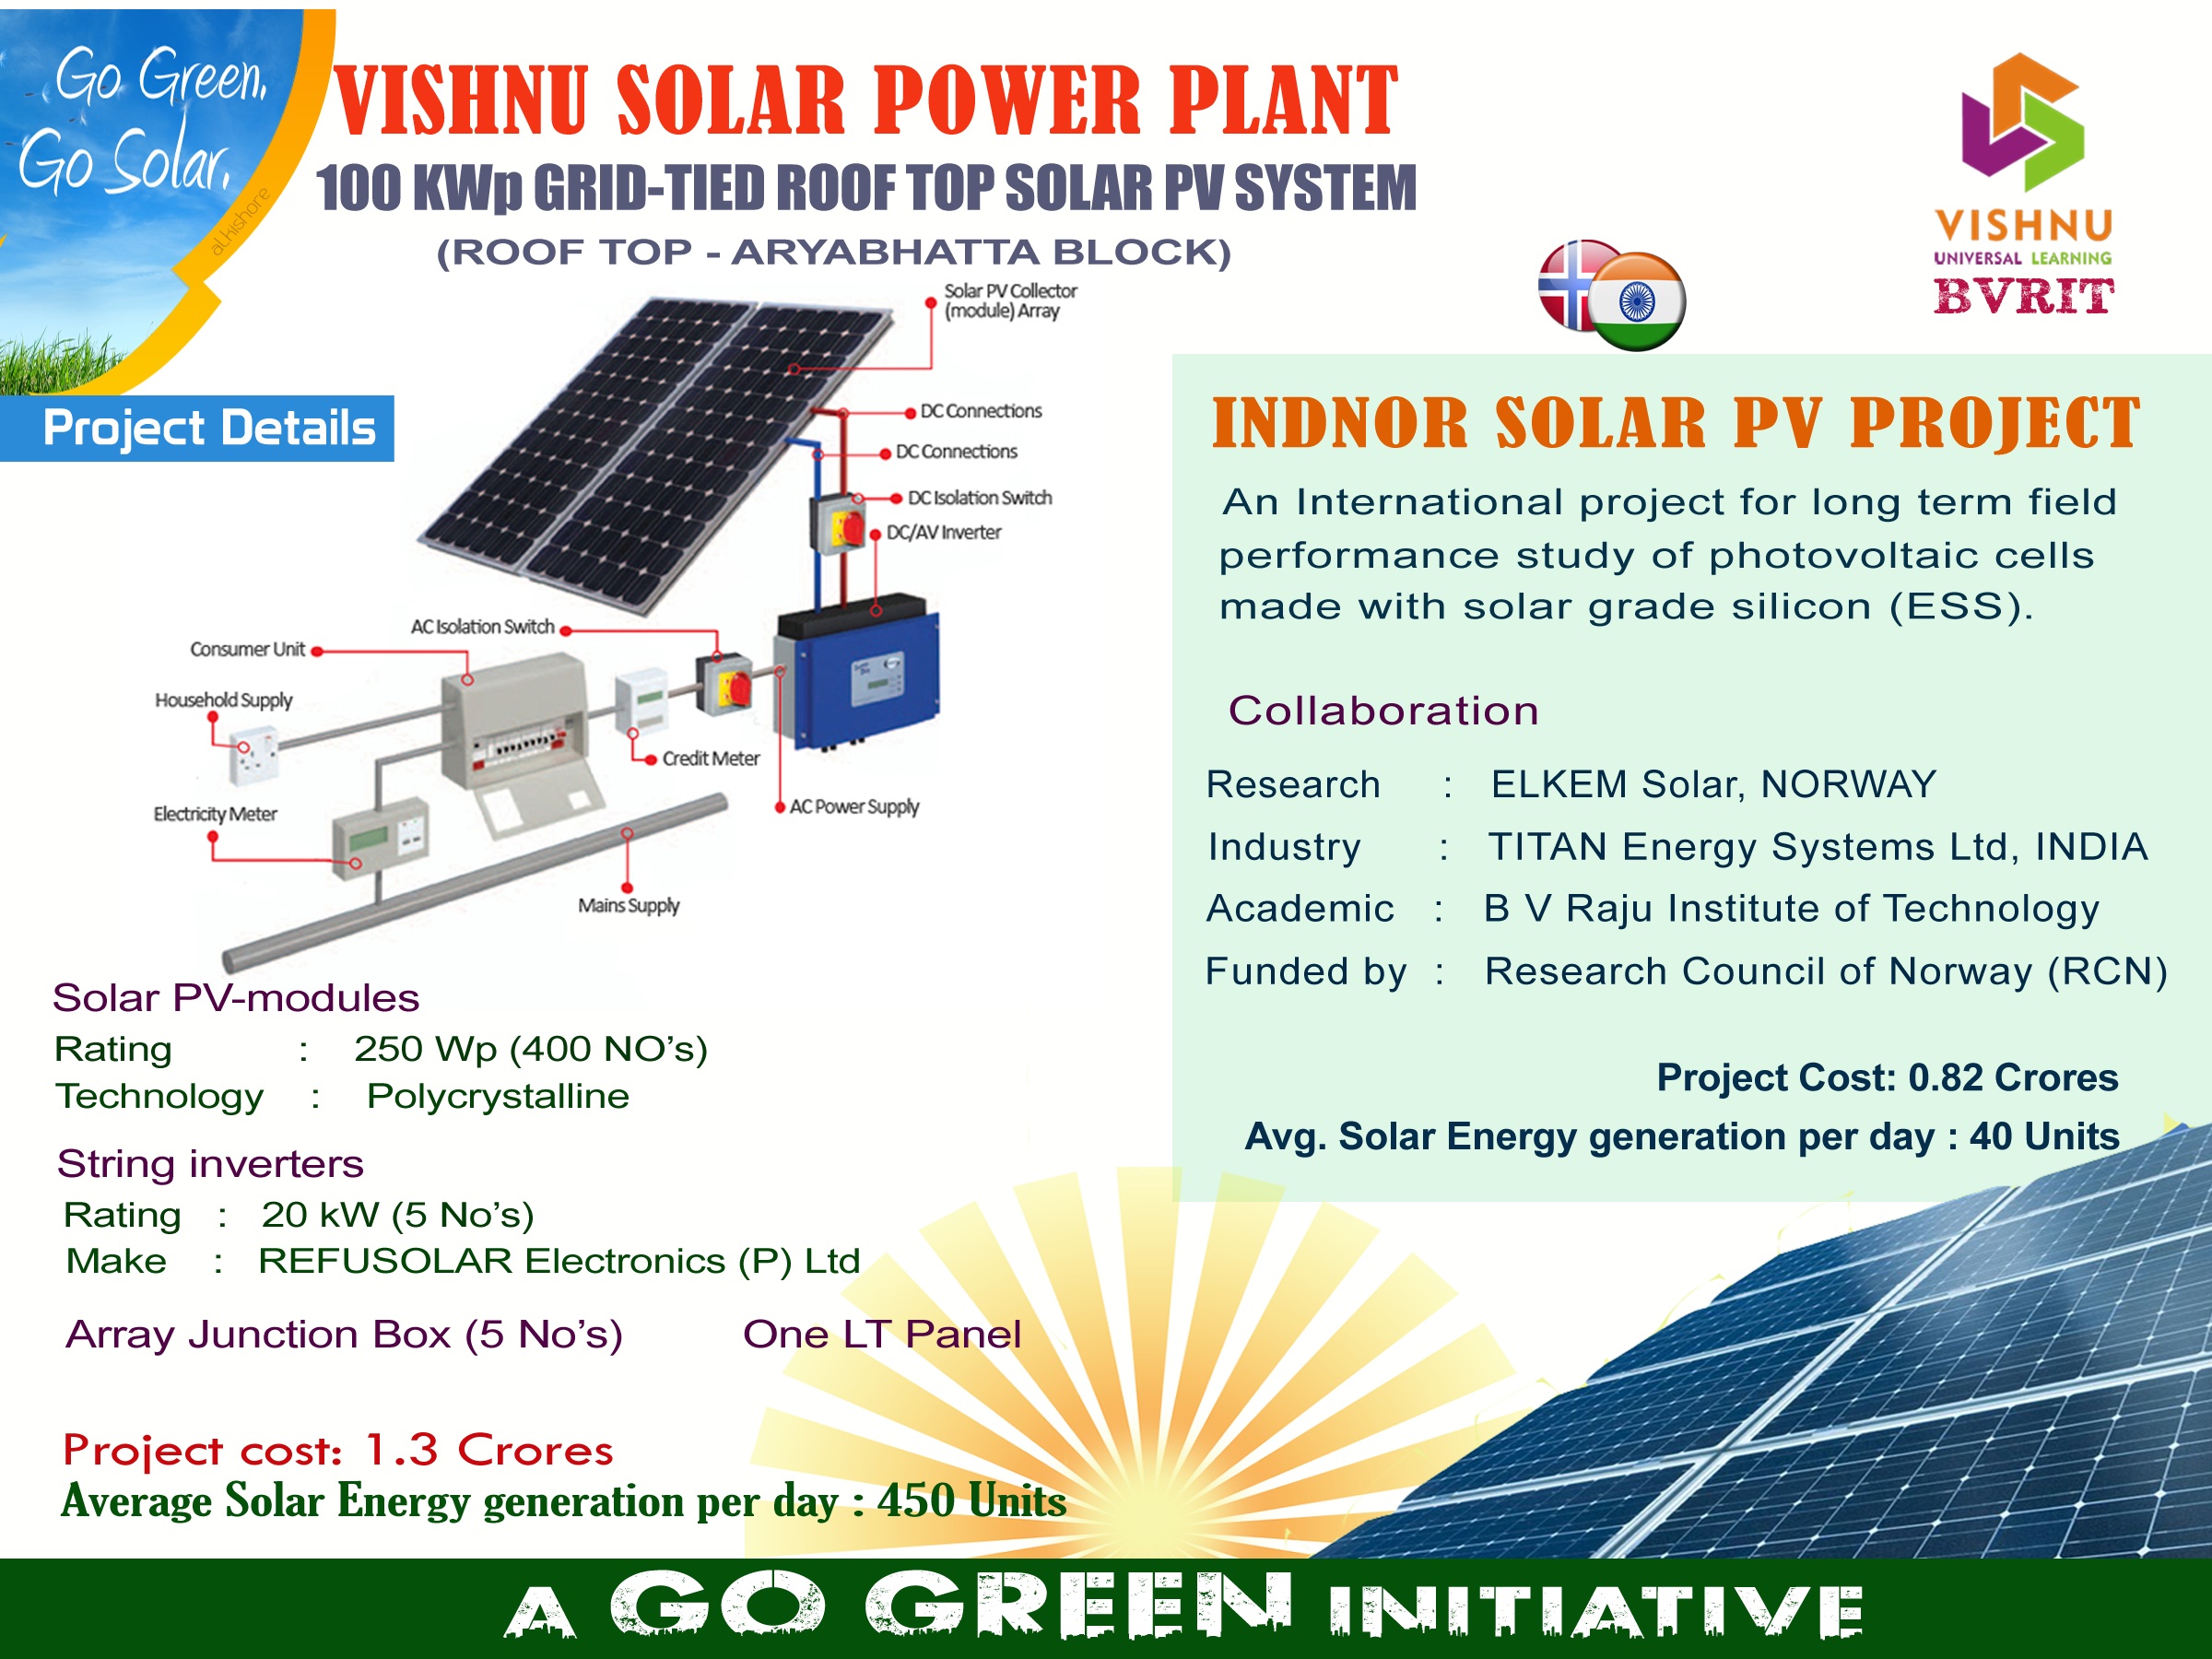 Go Green.
Go Solar.
alkishore
VISHNU SOLAR POWER PLANT
100 KWp GRID-TIED ROOF TOP SOLAR PV SYSTEM
(ROOF TOP - ARYABHATTA BLOCK)
VISHNU
UNIVERSAL LEARNING
BVRIT
Project Details
Solar PV Collector
(module) Array
DC Connections
DC Connections
DC Isolation Switch
DC/AV Inverter
AC Isolation Switch
Consumer Unit
Household Supply
Credit Meter
Electricity Meter
AC Power Supply
Mains Supply
Solar PV-modules
Rating : 250 Wp (400 NO’s)
Technology : Polycrystalline
String inverters
Rating : 20 kW (5 No’s)
Make : REFUSOLAR Electronics (P) Ltd
Array Junction Box (5 No’s) One LT Panel
Project cost: 1.3 Crores
Average Solar Energy generation per day : 450 Units
INDNOR SOLAR PV PROJECT
An International project for long term field
performance study of photovoltaic cells
made with solar grade silicon (ESS).
Collaboration
Research : ELKEM Solar, NORWAY
Industry : TITAN Energy Systems Ltd, INDIA
Academic : B V Raju Institute of Technology
Funded by : Research Council of Norway (RCN)
Project Cost: 0.82 Crores
Avg. Solar Energy generation per day : 40 Units
A GO GREEN INITIATIVE